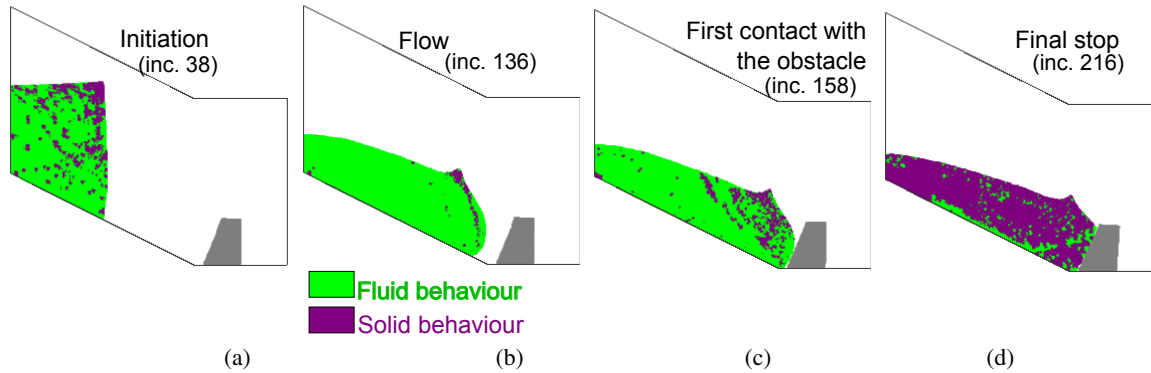 Initiation
(inc. 38)
Flow
(inc. 136)
First contact with
the obstacle
(inc. 158)
Final stop
(inc. 216)
Fluid behaviour
Solid behaviour
(a)
(b)
(c)
(d)